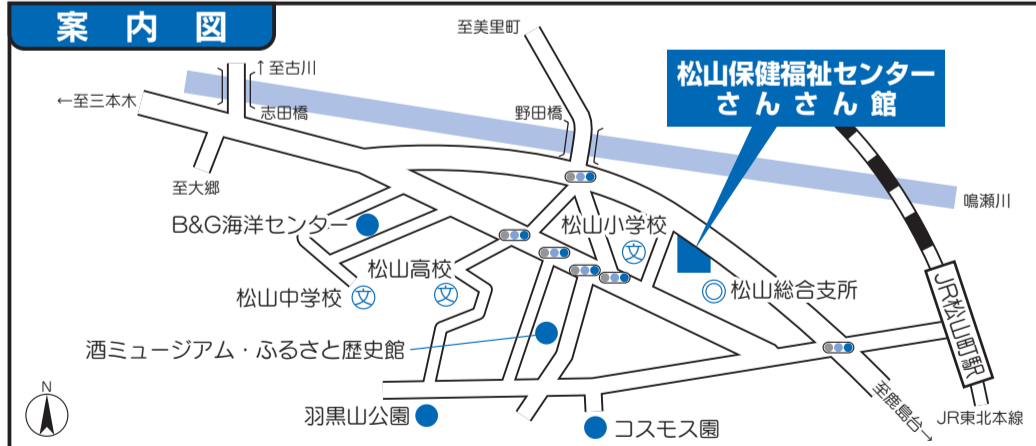 案内図
至美里町
↑至古川
←至三本木
志田橋
野田橋
松山保健福祉センター
さんさん館
至大郷
鳴瀬川
B&G海洋センター
松山小学校
文
松山高校
文
松山中学校
文
松山総合支所
酒ミュージアム・ふるさと歴史館
JR松山町駅
N
羽黒山公園
コスモス園
至鹿島台→
JR東北本線